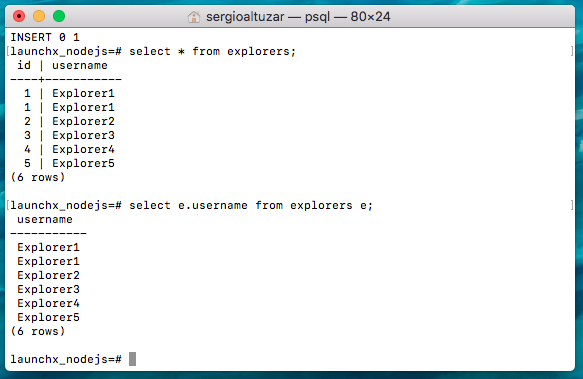 sergioaltuzar — psql — 80×24
INSERT 0 1
[launchx_nodejs=# select * from explorers; ]
 id | username
----+-----------
  1 | Explorer1
  1 | Explorer1
  2 | Explorer2
  3 | Explorer3
  4 | Explorer4
  5 | Explorer5
(6 rows)
[launchx_nodejs=# select e.username from explorers e; ]
 username
-----------
 Explorer1
 Explorer1
 Explorer2
 Explorer3
 Explorer4
 Explorer5
(6 rows)
launchx_nodejs=#